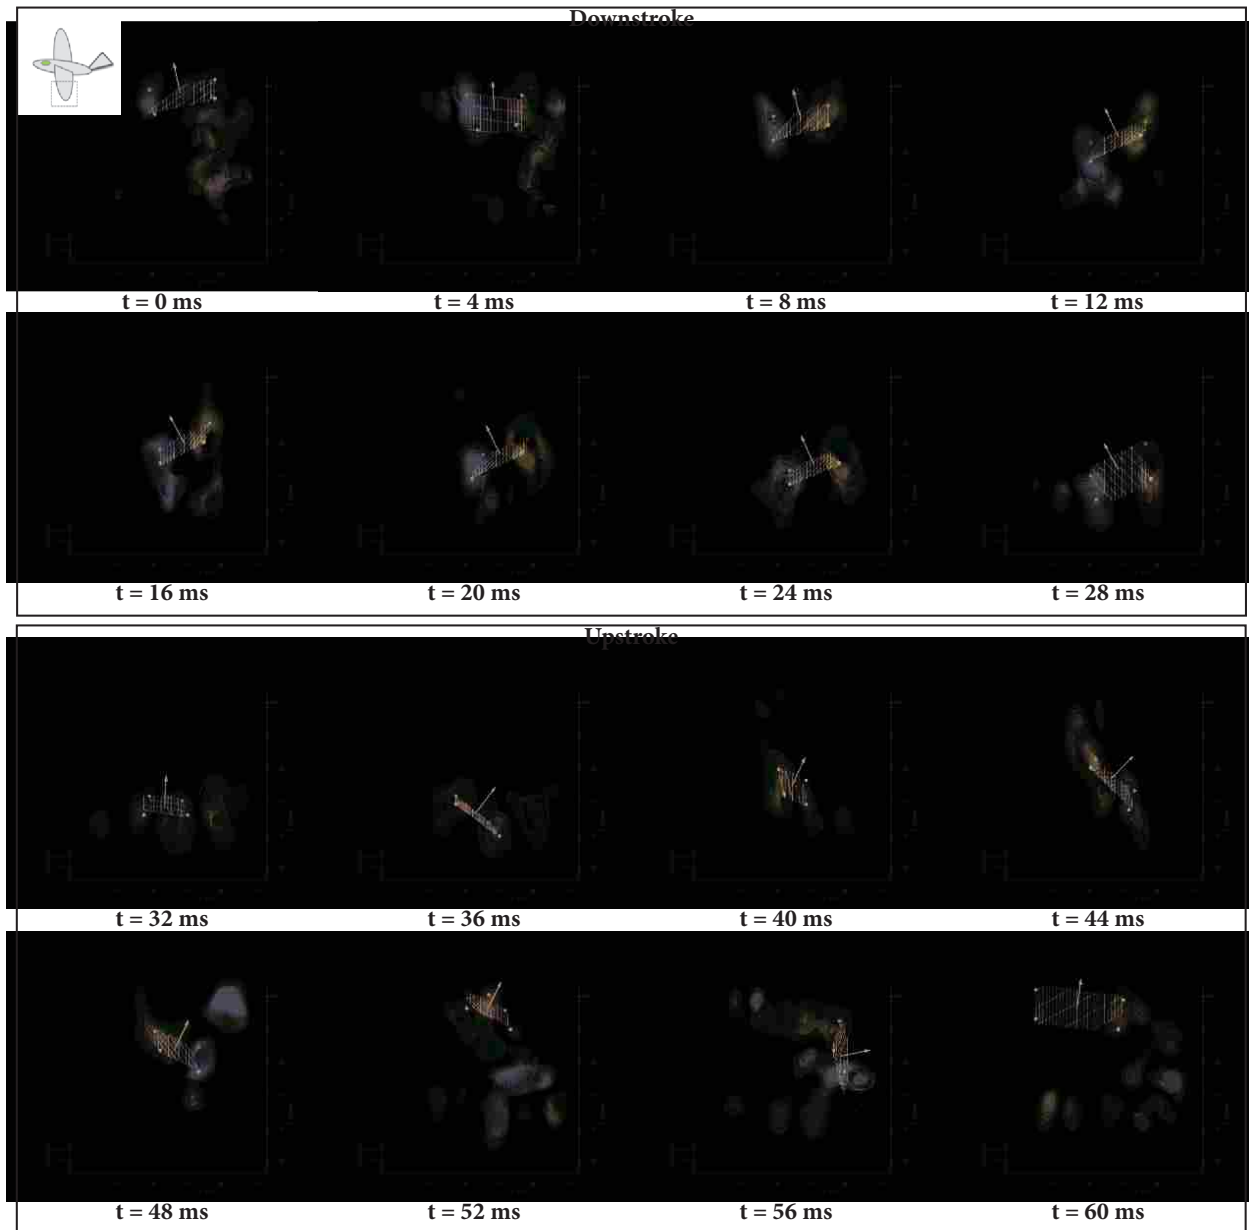 Downstroke
t = 0 ms t = 4 ms t = 8 ms t = 12 ms
t = 16 ms t = 20 ms t = 24 ms t = 28 ms
Upstroke
t = 32 ms t = 36 ms t = 40 ms t = 44 ms
t = 48 ms t = 52 ms t = 56 ms t = 60 ms